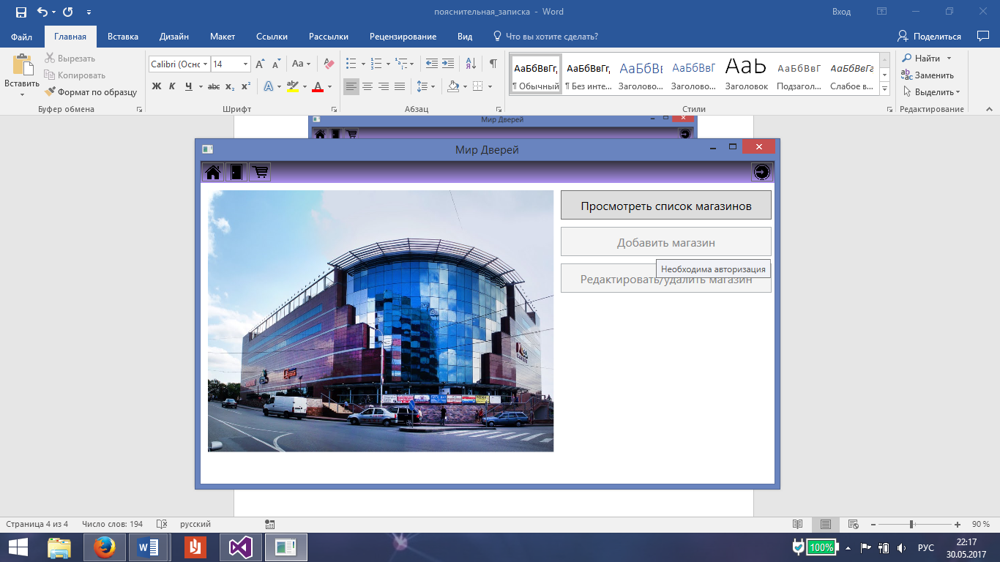 пояснительная_записка - Word
Вход
Файл
Главная
Вставка
Дизайн
Макет
Ссылки
Рассылки
Рецензирование
Вид
Что вы хотите сделать?
Поделиться
Вставить
Вырезать
Копировать
Формат по образцу
Буфер обмена
Calibri (Осно
14
Aa
Ж К Ч abc x₂ x²
Шрифт
Абзац
АаБбВвГг,
¶ Обычный
АаБбВвГг,
¶ Без инте...
АаБбВв
Заголово...
АаБбВвГ
Заголово...
Ааb
Заголовок
АаБбВвГ
Подзагол...
АаБбВвГг
Слабое в...
Стили
Найти
Заменить
Выделить
Редактирование
Мир Дверей
Мир Дверей
Просмотреть список магазинов
Добавить магазин
Необходима авторизация
Редактировать/удалить магазин
Страница 4 из 4
Число слов: 194
русский
90 %
100%
РУС
22:17
30.05.2017